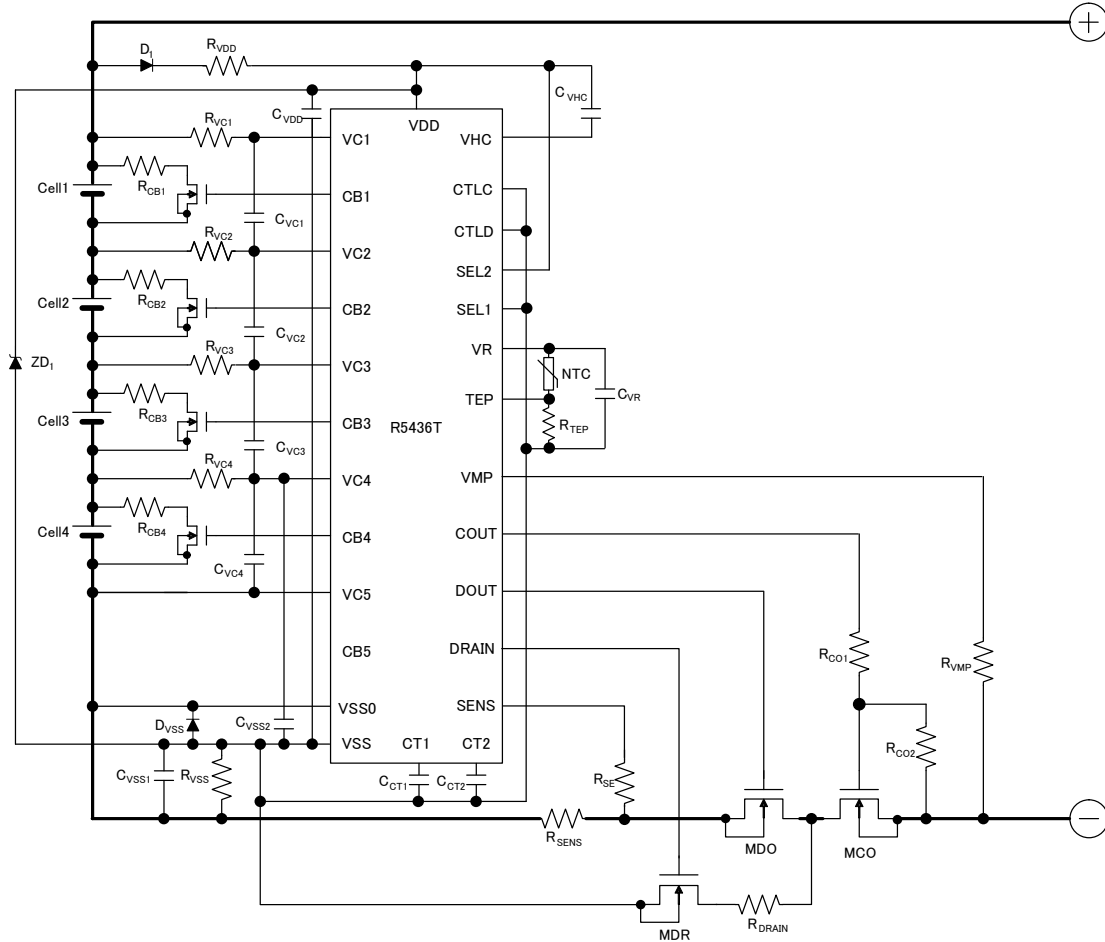 +
D1
RVDD
CVDD
VDD
CVHC
RVC1
VC1
VHC
Cell1
RCB1
CB1
CTLC
CVC1
RVC2
CTLD
VC2
SEL2
Cell2
RCB2
CB2
SEL1
CVC2
RVC3
VR
ZD1
VC3
NTC
CVR
TEP
RTEP
Cell3
RCB3
CB3
R5436T
CVC3
RVC4
VC4
VMP
Cell4
RCB4
CB4
COUT
CVC4
VC5
DOUT
CB5
DRAIN
RCO1
RVMP
VSS0
SENS
DVSS
CVSS2
VSS
CT1
CT2
RCO2
CVSS1
RVSS
CCT1
CCT2
RSE
−
RSENS
MDO
MCO
MDR
RDRAIN